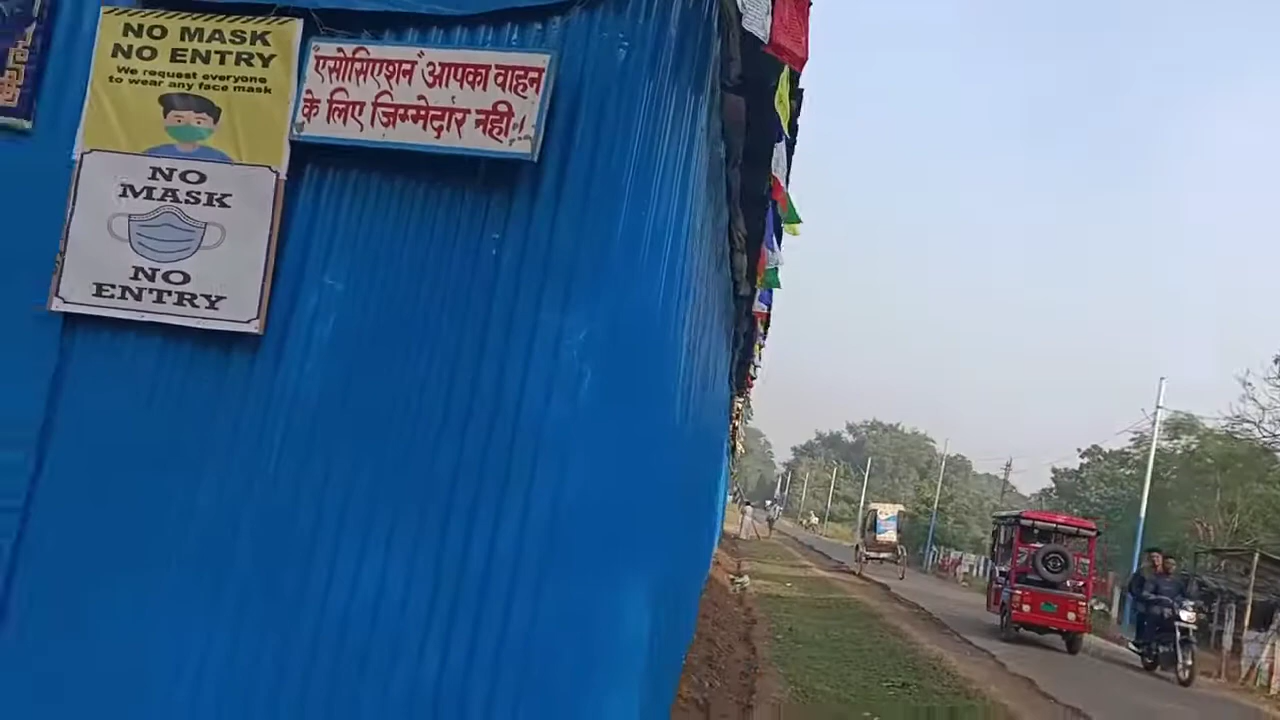 NO MASK
NO ENTRY
We request everyone
to wear any face mask
NO
MASK
NO
ENTRY
एसोसिएशन आपका वाहन
के लिए जिम्मेदार नही !